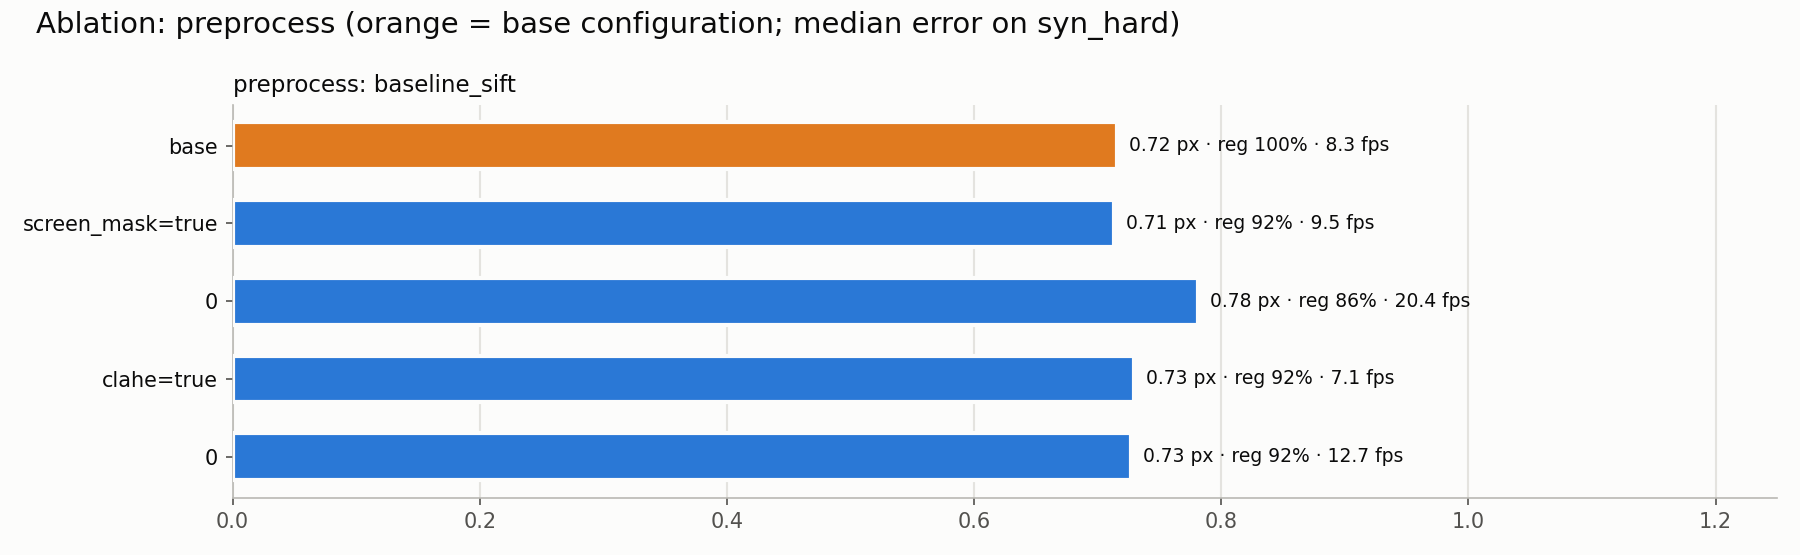 Ablation: preprocess (orange = base configuration; median error on syn_hard)
preprocess: baseline_sift
base
0.72 px · reg 100% · 8.3 fps
screen_mask=true
0.71 px · reg 92% · 9.5 fps
0
0.78 px · reg 86% · 20.4 fps
clahe=true
0.73 px · reg 92% · 7.1 fps
0
0.73 px · reg 92% · 12.7 fps
0.0 0.2 0.4 0.6 0.8 1.0 1.2